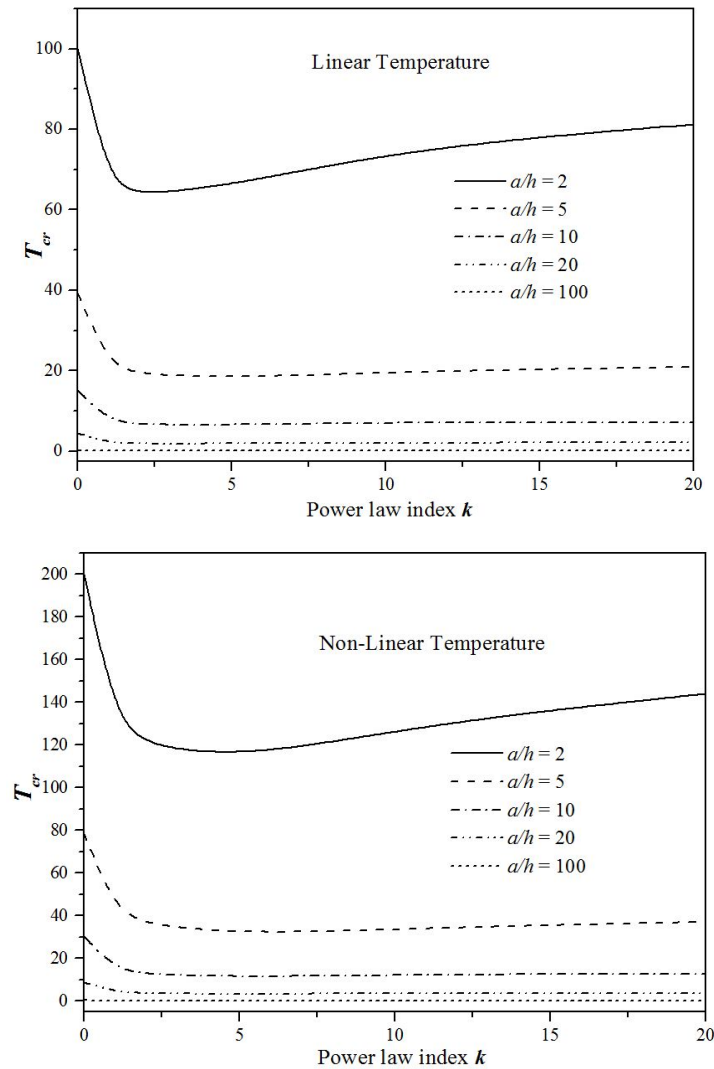 Linear Temperature
100
80
60
40
20
0
T_cr
a/h = 2
a/h = 5
a/h = 10
a/h = 20
a/h = 100
0 5 10 15 20
Power law index k
Non-Linear Temperature
200
180
160
140
120
100
80
60
40
20
0
T_cr
a/h = 2
a/h = 5
a/h = 10
a/h = 20
a/h = 100
0 5 10 15 20
Power law index k